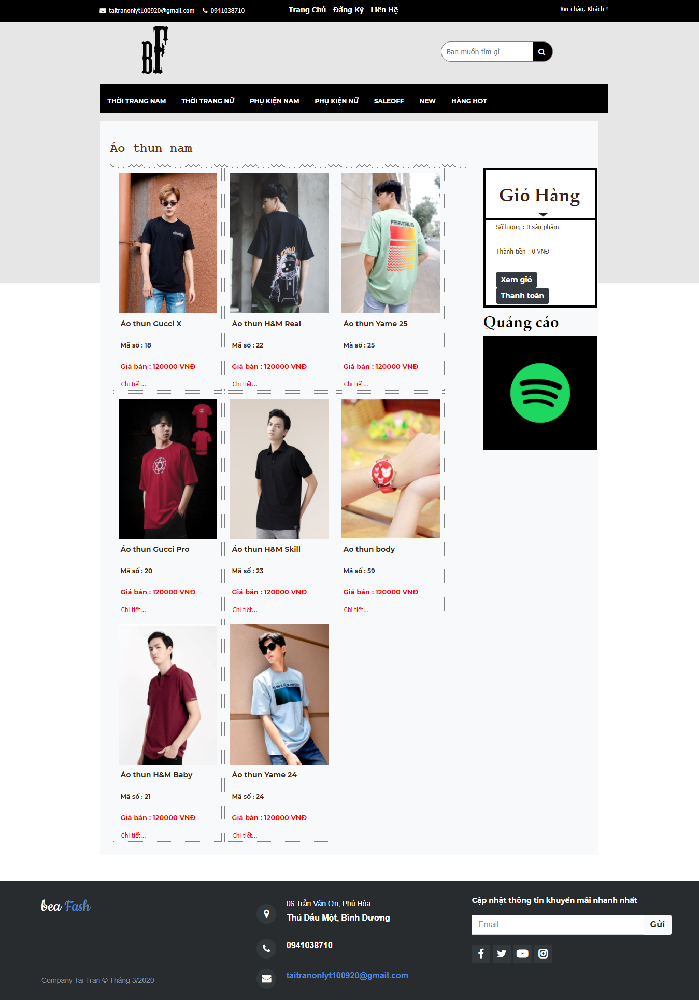 taitranonlyt100920@gmail.com 0941038710 Trang Chủ Đăng Ký Liên Hệ Xin chào, Khách !
BF
Bạn muốn tìm gì
THỜI TRANG NAM THỜI TRANG NỮ PHỤ KIỆN NAM PHỤ KIỆN NỮ SALEOFF NEW HÀNG HOT
Áo thun nam
Giỏ Hàng
Số lượng : 0 sản phẩm
Thành tiền : 0 VNĐ
Xem giỏ
Thanh toán
Quảng cáo
FAIRYTALES
Áo thun Gucci X Áo thun H&M Real Áo thun Yame 25
Mã số : 18 Mã số : 22 Mã số : 25
Giá bán : 120000 VNĐ Giá bán : 120000 VNĐ Giá bán : 120000 VNĐ
Chi tiết... Chi tiết... Chi tiết...
Áo thun Gucci Pro Áo thun H&M Skill Ao thun body
Mã số : 20 Mã số : 23 Mã số : 59
Giá bán : 120000 VNĐ Giá bán : 120000 VNĐ Giá bán : 120000 VNĐ
Chi tiết... Chi tiết... Chi tiết...
Áo thun H&M Baby Áo thun Yame 24
Mã số : 21 Mã số : 24
Giá bán : 120000 VNĐ Giá bán : 120000 VNĐ
Chi tiết... Chi tiết...
bea Fash
Company Tai Tran © Tháng 3/2020
06 Trần Văn Ơn, Phú Hòa
Thủ Dầu Một, Bình Dương
0941038710
taitranonlyt100920@gmail.com
Cập nhật thông tin khuyến mãi nhanh nhất
Email Gửi